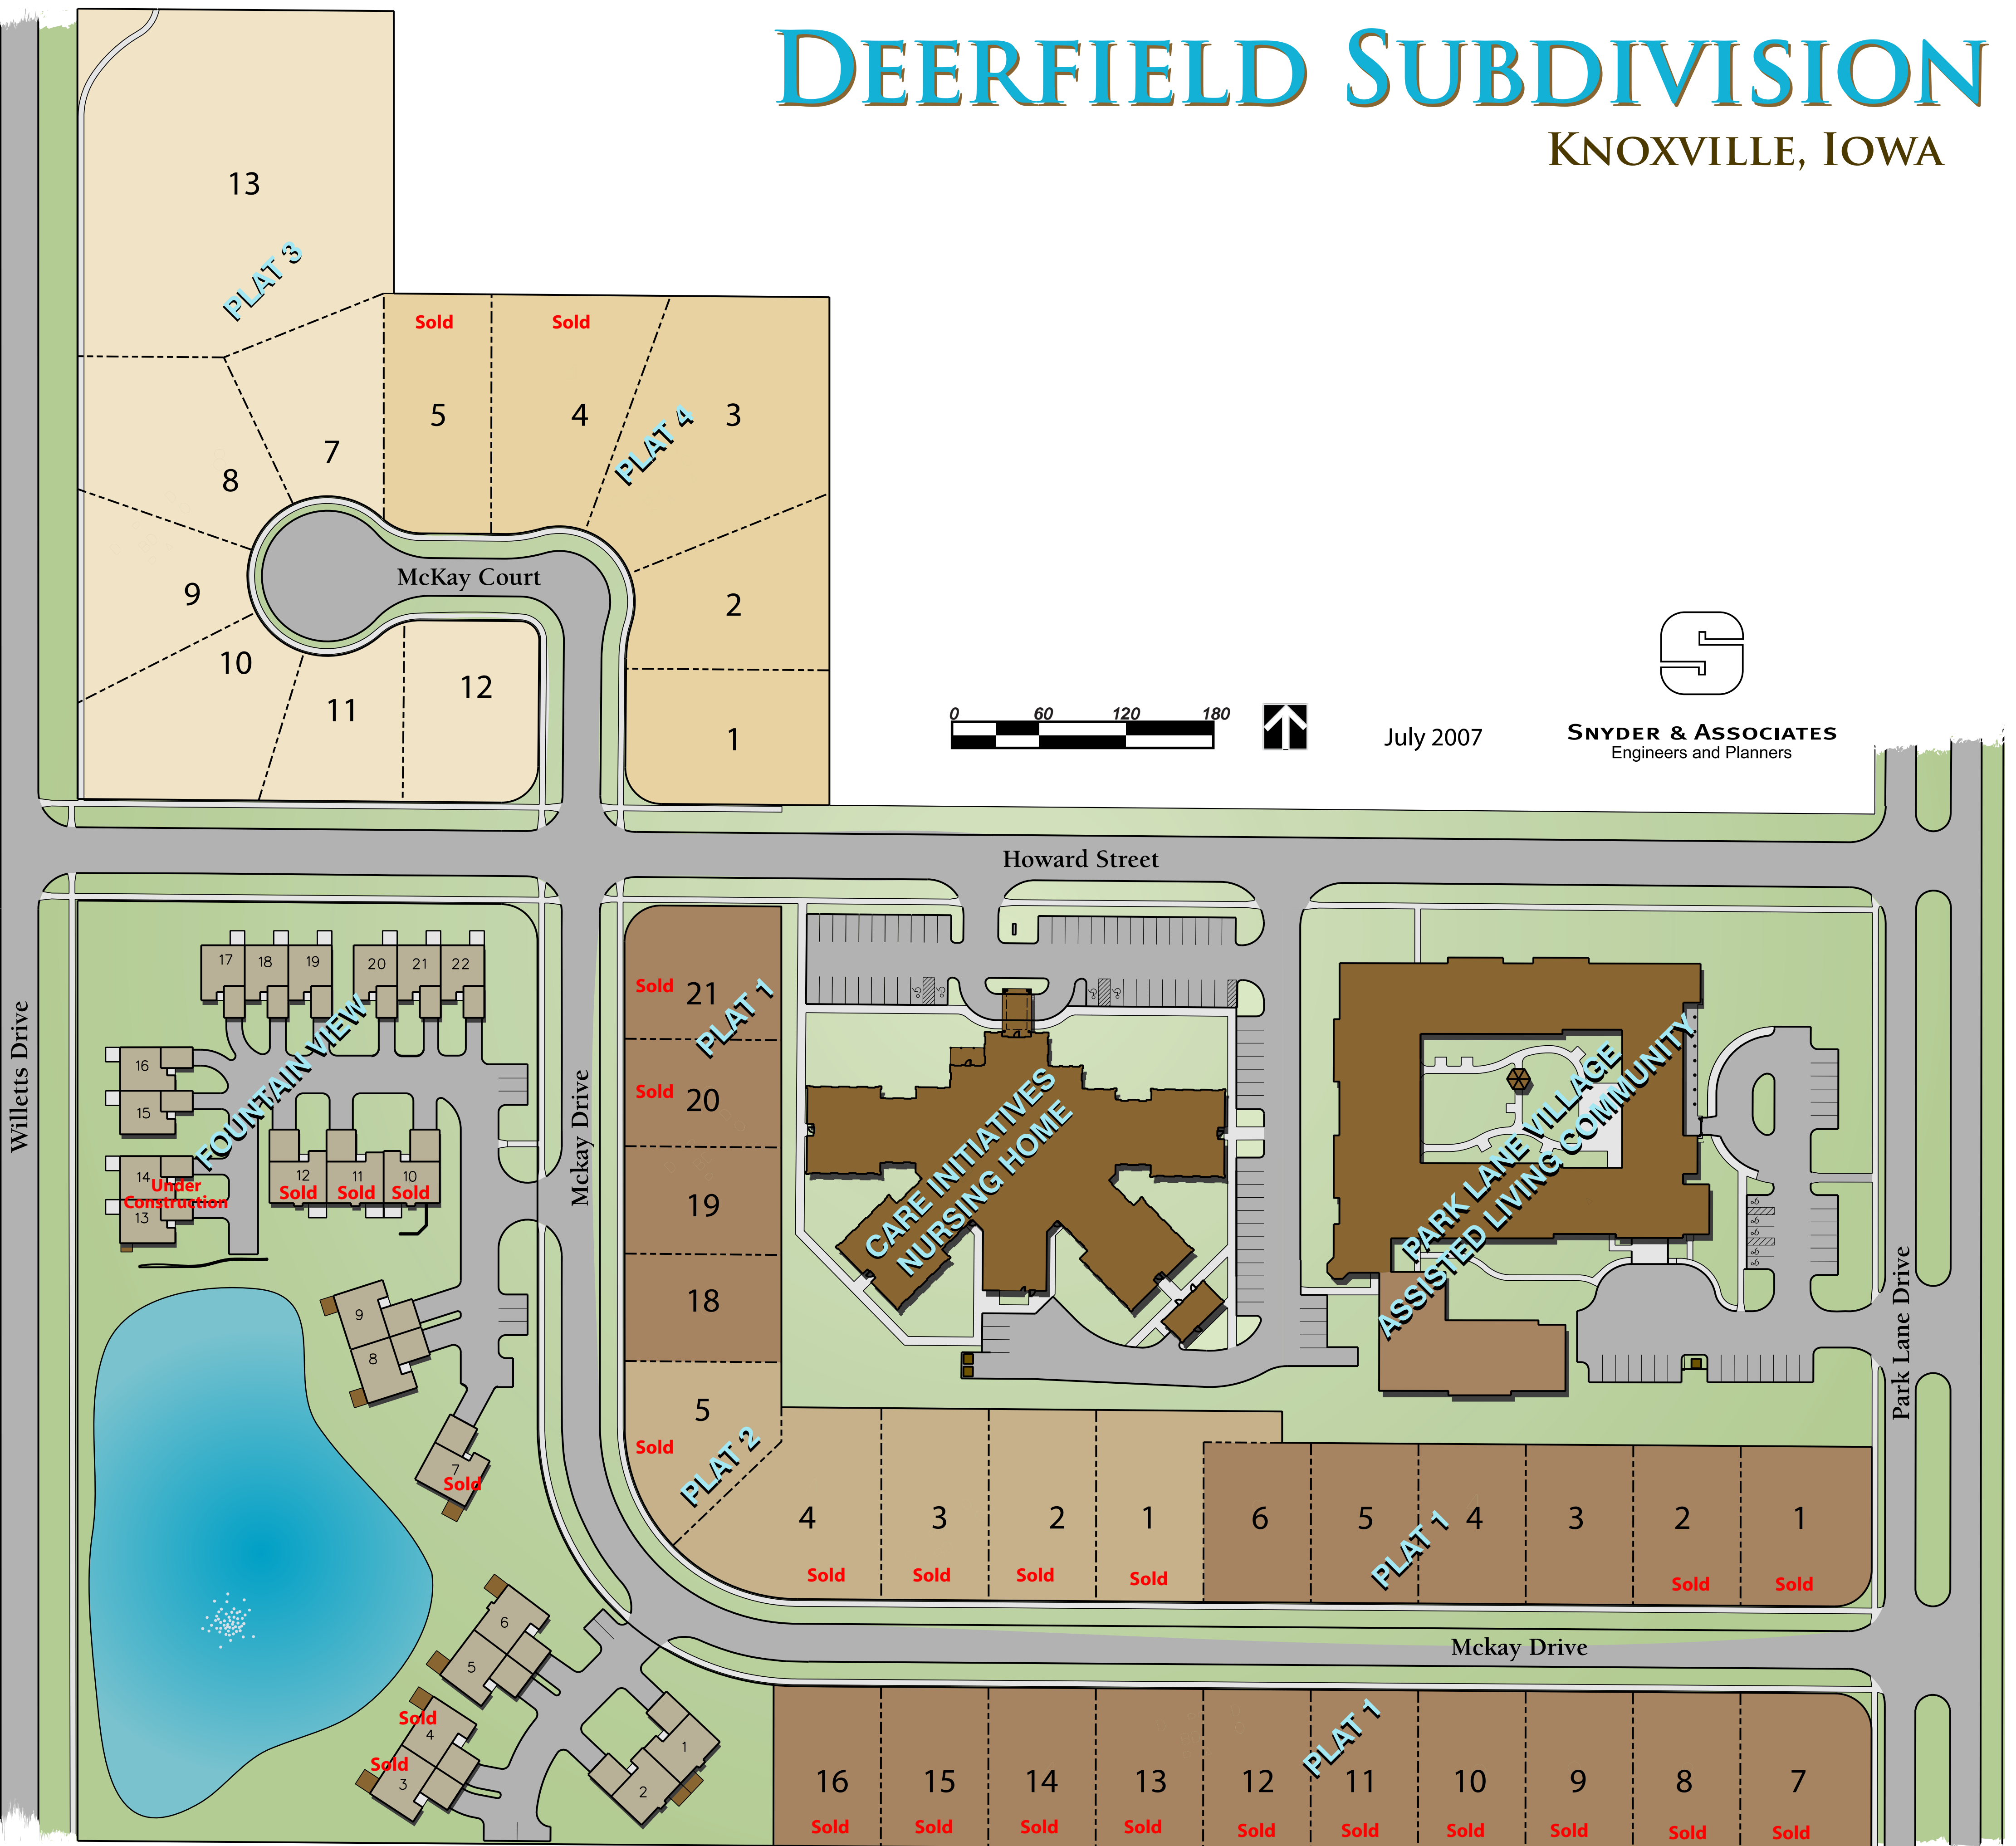 DEERFIELD SUBDIVISION
KNOXVILLE, IOWA
13
PLAT 3
Sold
Sold
5
4
3
PLAT 4
7
8
McKay Court
9
2
10
12
11
1
0 60 120 180
July 2007
SNYDER & ASSOCIATES
Engineers and Planners
Howard Street
Willetts Drive
17 18 19 20 21 22
16
15
FOUNTAIN VIEW
14
Under
Construction
13
12 11 10
Sold Sold Sold
9
8
7
Sold
6
5
Sold
4
Sold
3
1
2
Mckay Drive
Sold 21
PLAT 1
Sold 20
19
18
5
Sold
PLAT 2
CARE INITIATIVES
NURSING HOME
PARK LANE VILLAGE
ASSISTED LIVING COMMUNITY
Park Lane Drive
4 3 2 1 6 5 4 3 2 1
PLAT 1
Sold Sold Sold Sold Sold Sold
Mckay Drive
PLAT 1
16 15 14 13 12 11 10 9 8 7
Sold Sold Sold Sold Sold Sold Sold Sold Sold Sold